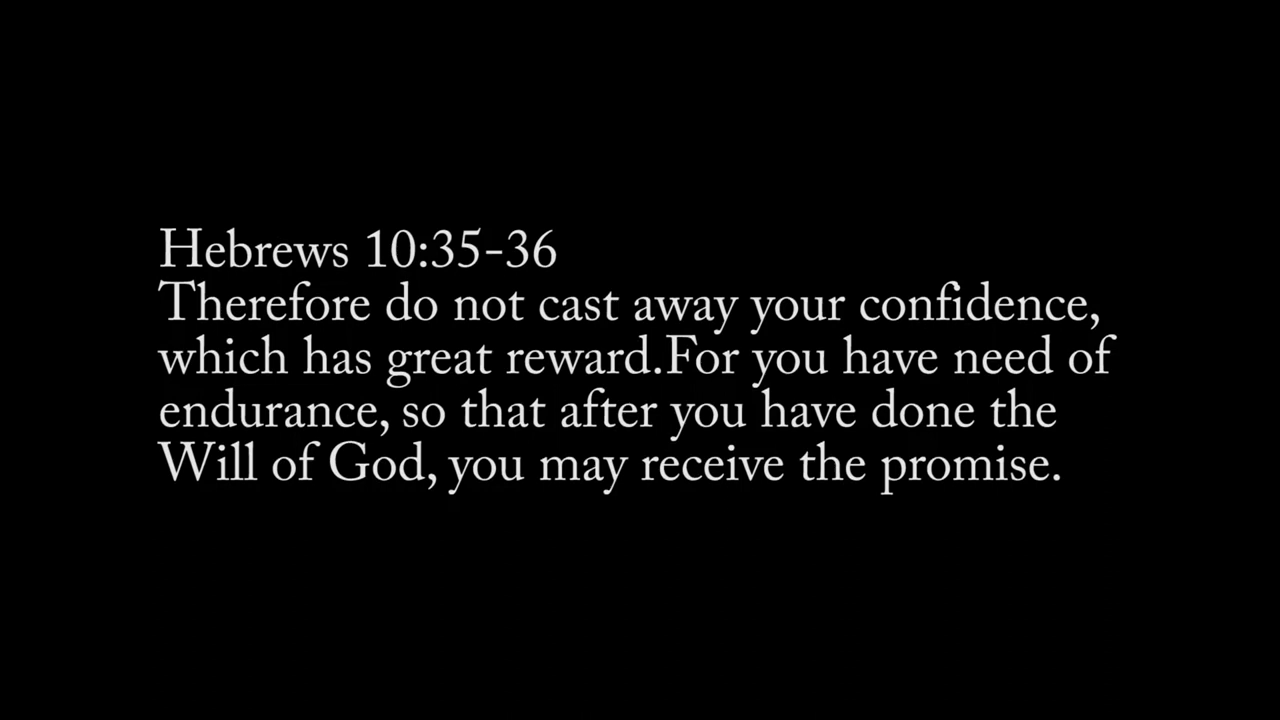 Hebrews 10:35-36
Therefore do not cast away your confidence,
which has great reward.For you have need of
endurance, so that after you have done the
Will of God, you may receive the promise.